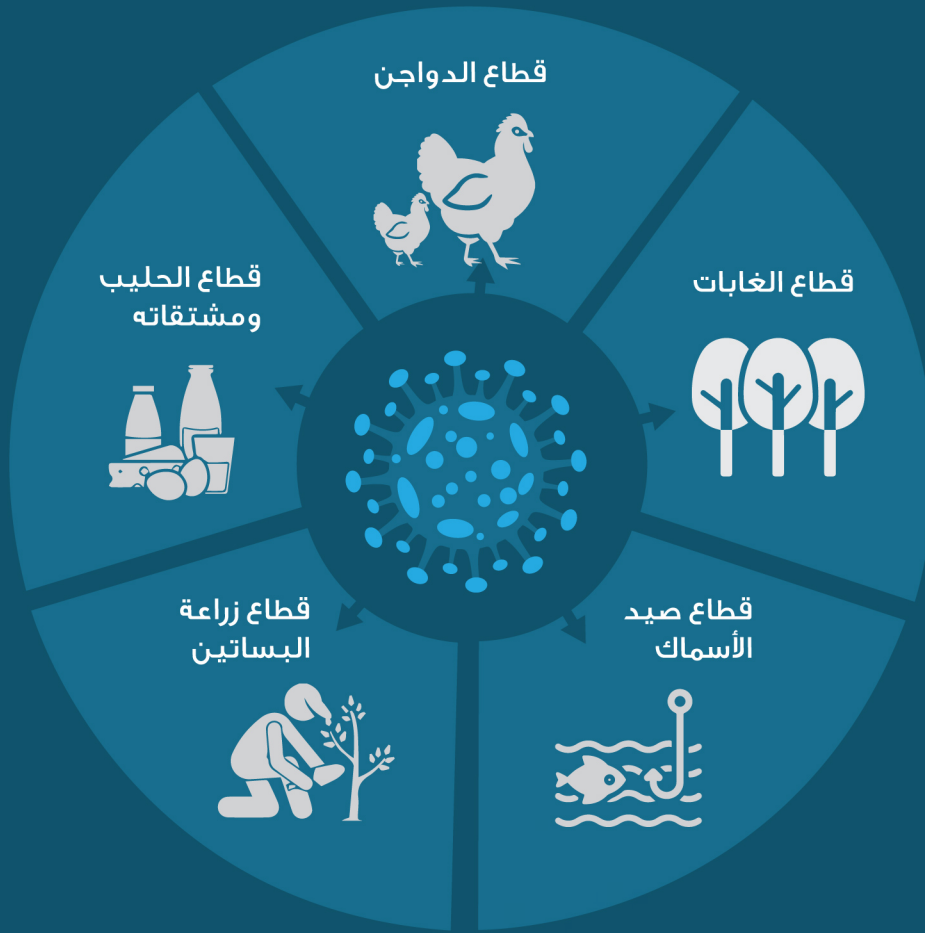 قطاع الدواجن
قطاع الغابات
قطاع الحليب
ومشتقاته
قطاع صيد
الأسماك
قطاع زراعة
البساتين